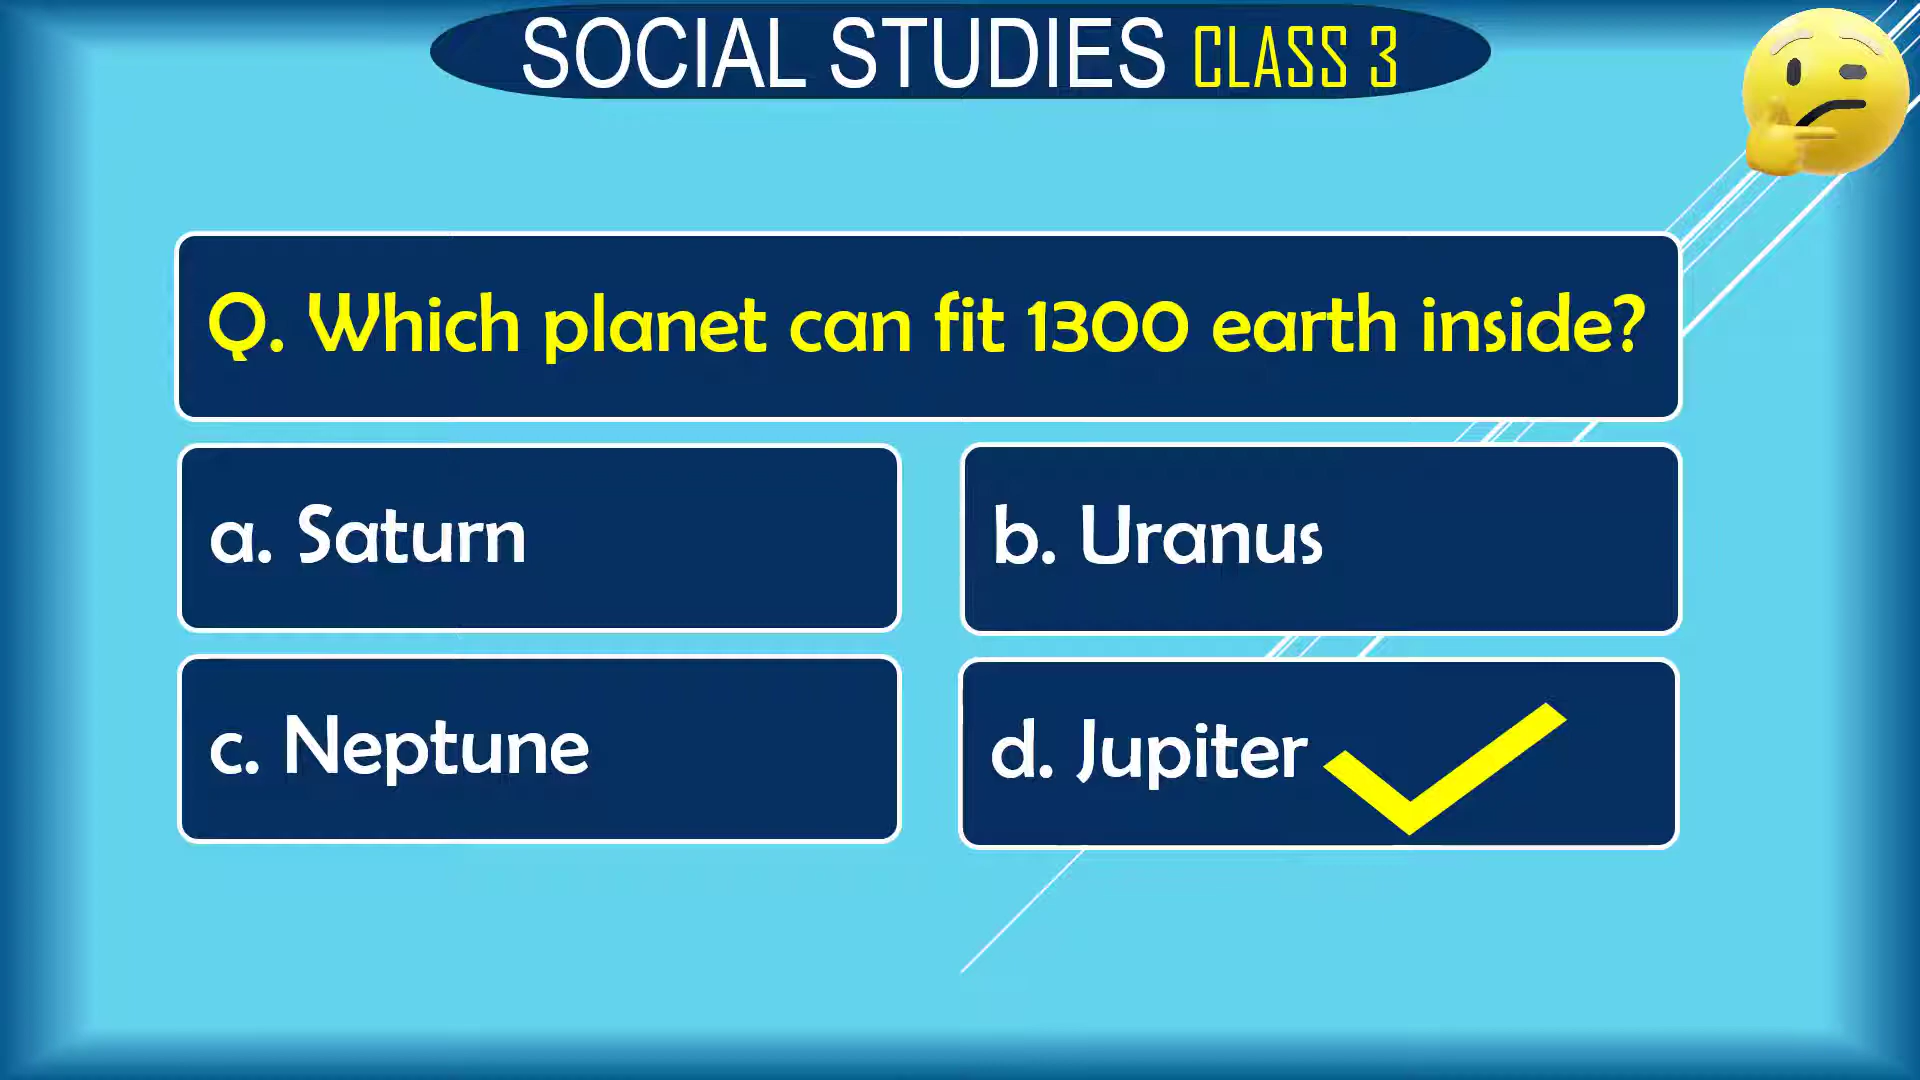 SOCIAL STUDIES CLASS 3
Q. Which planet can fit 1300 earth inside?
a. Saturn
b. Uranus
c. Neptune
d. Jupiter